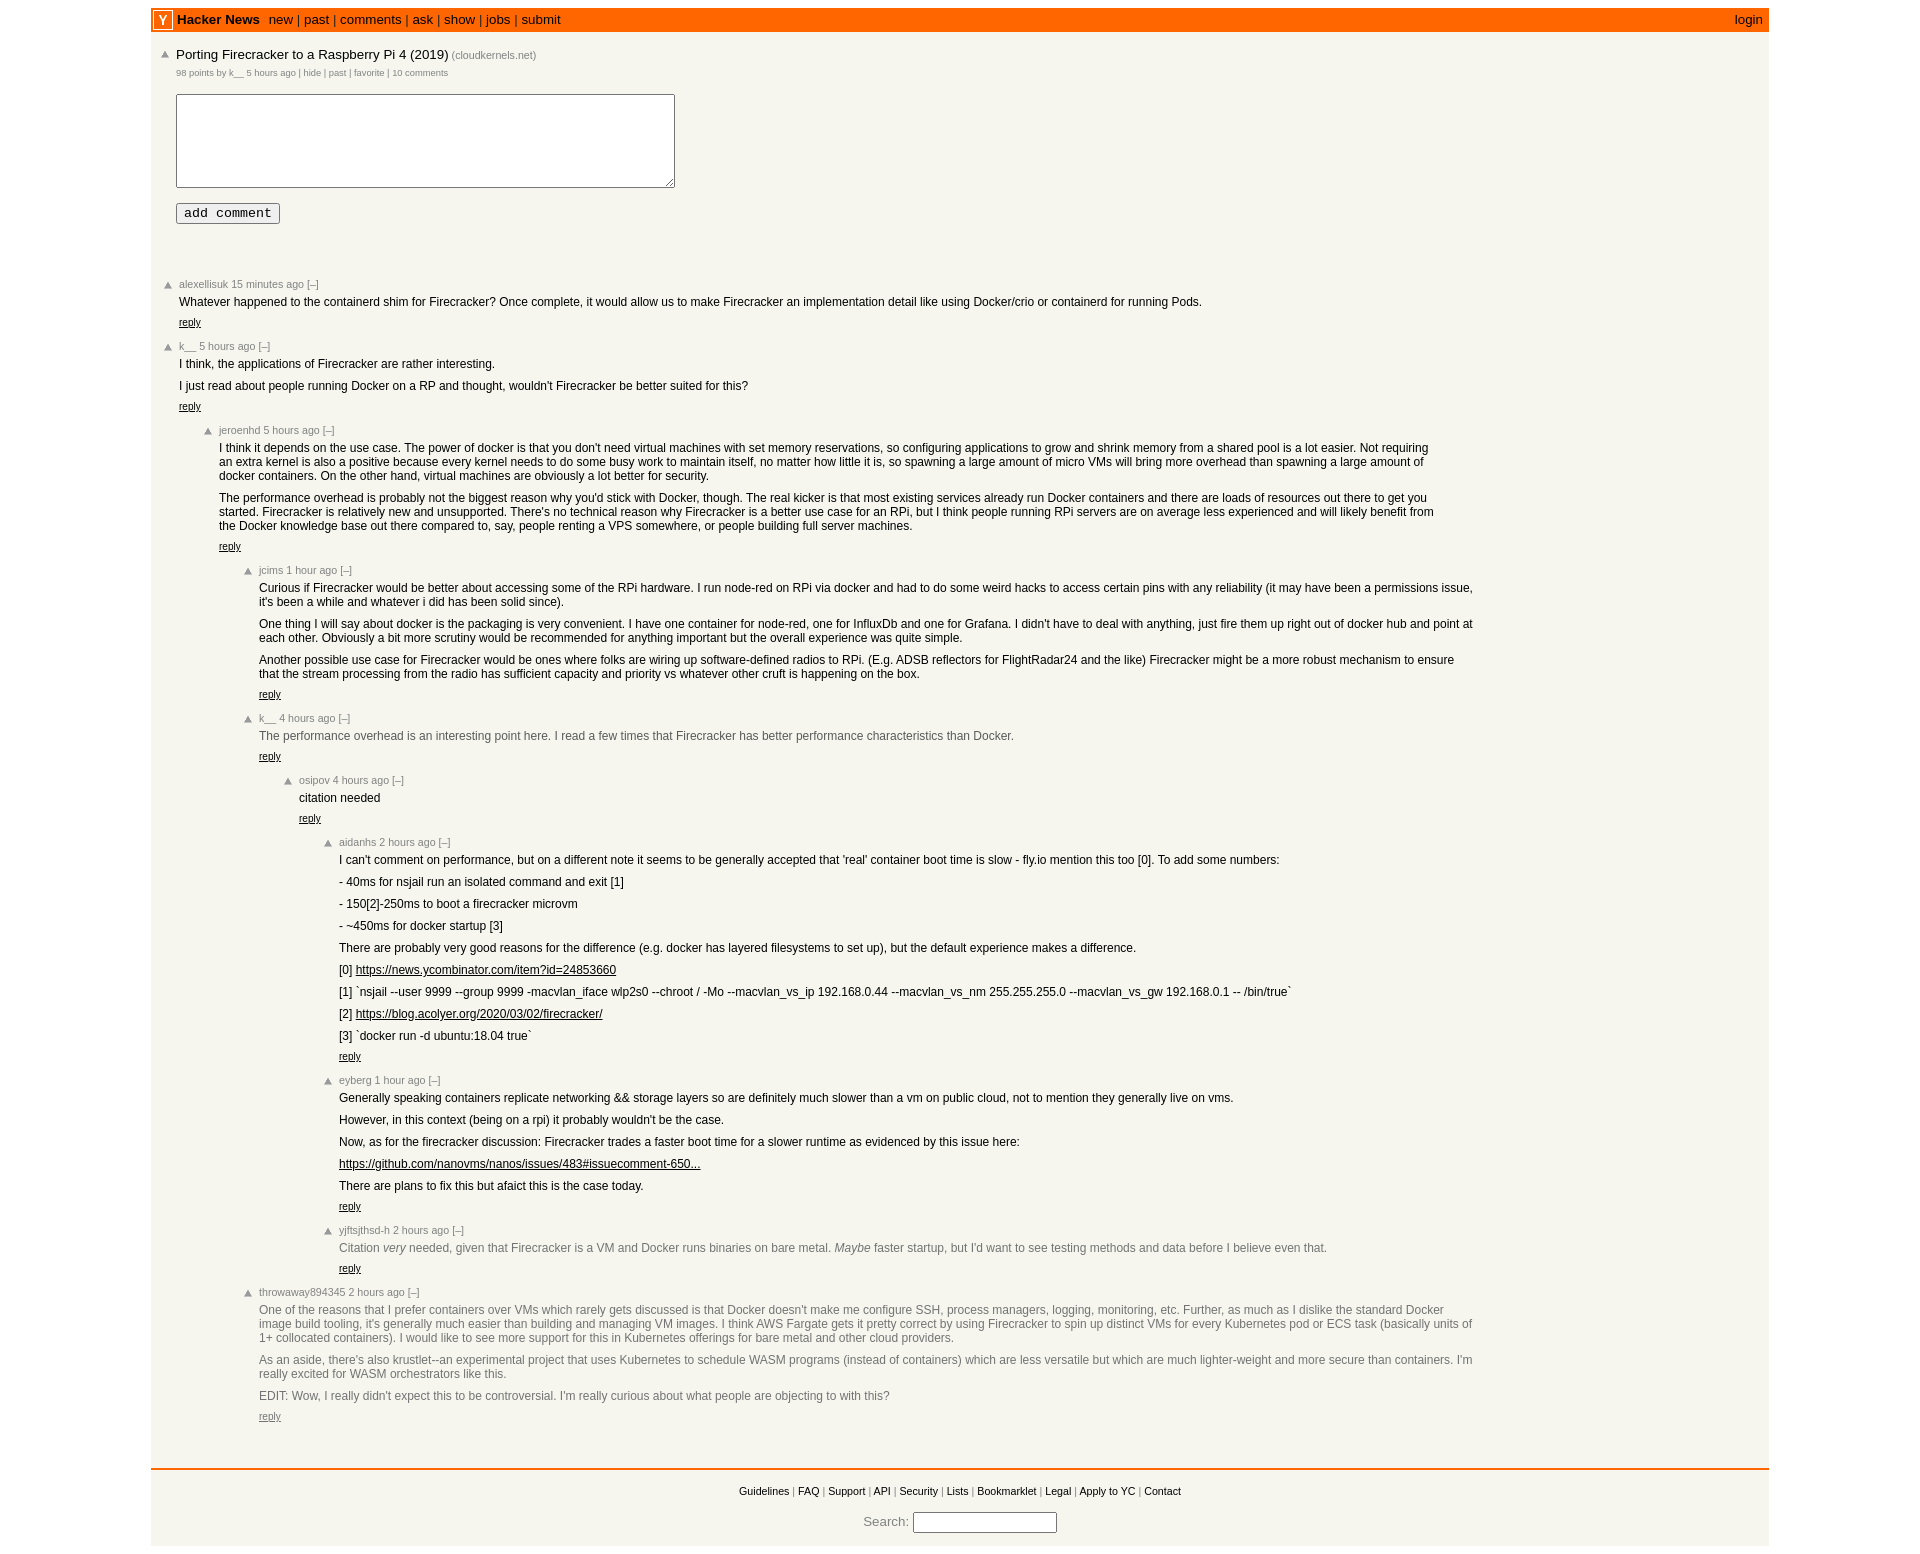 Y Hacker News new | past | comments | ask | show | jobs | submit login
Porting Firecracker to a Raspberry Pi 4 (2019) (cloudkernels.net)
98 points by k__ 5 hours ago | hide | past | favorite | 10 comments
add comment
alexellisuk 15 minutes ago [–]
Whatever happened to the containerd shim for Firecracker? Once complete, it would allow us to make Firecracker an implementation detail like using Docker/crio or containerd for running Pods.
reply
k__ 5 hours ago [–]
I think, the applications of Firecracker are rather interesting.
I just read about people running Docker on a RP and thought, wouldn't Firecracker be better suited for this?
reply
jeroenhd 5 hours ago [–]
I think it depends on the use case. The power of docker is that you don't need virtual machines with set memory reservations, so configuring applications to grow and shrink memory from a shared pool is a lot easier. Not requiring
an extra kernel is also a positive because every kernel needs to do some busy work to maintain itself, no matter how little it is, so spawning a large amount of micro VMs will bring more overhead than spawning a large amount of
docker containers. On the other hand, virtual machines are obviously a lot better for security.
The performance overhead is probably not the biggest reason why you'd stick with Docker, though. The real kicker is that most existing services already run Docker containers and there are loads of resources out there to get you
started. Firecracker is relatively new and unsupported. There's no technical reason why Firecracker is a better use case for an RPi, but I think people running RPi servers are on average less experienced and will likely benefit from
the Docker knowledge base out there compared to, say, people renting a VPS somewhere, or people building full server machines.
reply
jcims 1 hour ago [–]
Curious if Firecracker would be better about accessing some of the RPi hardware. I run node-red on RPi via docker and had to do some weird hacks to access certain pins with any reliability (it may have been a permissions issue,
it's been a while and whatever i did has been solid since).
One thing I will say about docker is the packaging is very convenient. I have one container for node-red, one for InfluxDb and one for Grafana. I didn't have to deal with anything, just fire them up right out of docker hub and point at
each other. Obviously a bit more scrutiny would be recommended for anything important but the overall experience was quite simple.
Another possible use case for Firecracker would be ones where folks are wiring up software-defined radios to RPi. (E.g. ADSB reflectors for FlightRadar24 and the like) Firecracker might be a more robust mechanism to ensure
that the stream processing from the radio has sufficient capacity and priority vs whatever other cruft is happening on the box.
reply
k__ 4 hours ago [–]
The performance overhead is an interesting point here. I read a few times that Firecracker has better performance characteristics than Docker.
reply
osipov 4 hours ago [–]
citation needed
reply
aidanhs 2 hours ago [–]
I can't comment on performance, but on a different note it seems to be generally accepted that 'real' container boot time is slow - fly.io mention this too [0]. To add some numbers:
- 40ms for nsjail run an isolated command and exit [1]
- 150[2]-250ms to boot a firecracker microvm
- ~450ms for docker startup [3]
There are probably very good reasons for the difference (e.g. docker has layered filesystems to set up), but the default experience makes a difference.
[0] https://news.ycombinator.com/item?id=24853660
[1] `nsjail --user 9999 --group 9999 -macvlan_iface wlp2s0 --chroot / -Mo --macvlan_vs_ip 192.168.0.44 --macvlan_vs_nm 255.255.255.0 --macvlan_vs_gw 192.168.0.1 -- /bin/true`
[2] https://blog.acolyer.org/2020/03/02/firecracker/
[3] `docker run -d ubuntu:18.04 true`
reply
eyberg 1 hour ago [–]
Generally speaking containers replicate networking && storage layers so are definitely much slower than a vm on public cloud, not to mention they generally live on vms.
However, in this context (being on a rpi) it probably wouldn't be the case.
Now, as for the firecracker discussion: Firecracker trades a faster boot time for a slower runtime as evidenced by this issue here:
https://github.com/nanovms/nanos/issues/483#issuecomment-650...
There are plans to fix this but afaict this is the case today.
reply
yjftsjthsd-h 2 hours ago [–]
Citation very needed, given that Firecracker is a VM and Docker runs binaries on bare metal. Maybe faster startup, but I'd want to see testing methods and data before I believe even that.
reply
throwaway894345 2 hours ago [–]
One of the reasons that I prefer containers over VMs which rarely gets discussed is that Docker doesn't make me configure SSH, process managers, logging, monitoring, etc. Further, as much as I dislike the standard Docker
image build tooling, it's generally much easier than building and managing VM images. I think AWS Fargate gets it pretty correct by using Firecracker to spin up distinct VMs for every Kubernetes pod or ECS task (basically units of
1+ collocated containers). I would like to see more support for this in Kubernetes offerings for bare metal and other cloud providers.
As an aside, there's also krustlet--an experimental project that uses Kubernetes to schedule WASM programs (instead of containers) which are less versatile but which are much lighter-weight and more secure than containers. I'm
really excited for WASM orchestrators like this.
EDIT: Wow, I really didn't expect this to be controversial. I'm really curious about what people are objecting to with this?
reply
Guidelines | FAQ | Support | API | Security | Lists | Bookmarklet | Legal | Apply to YC | Contact
Search: